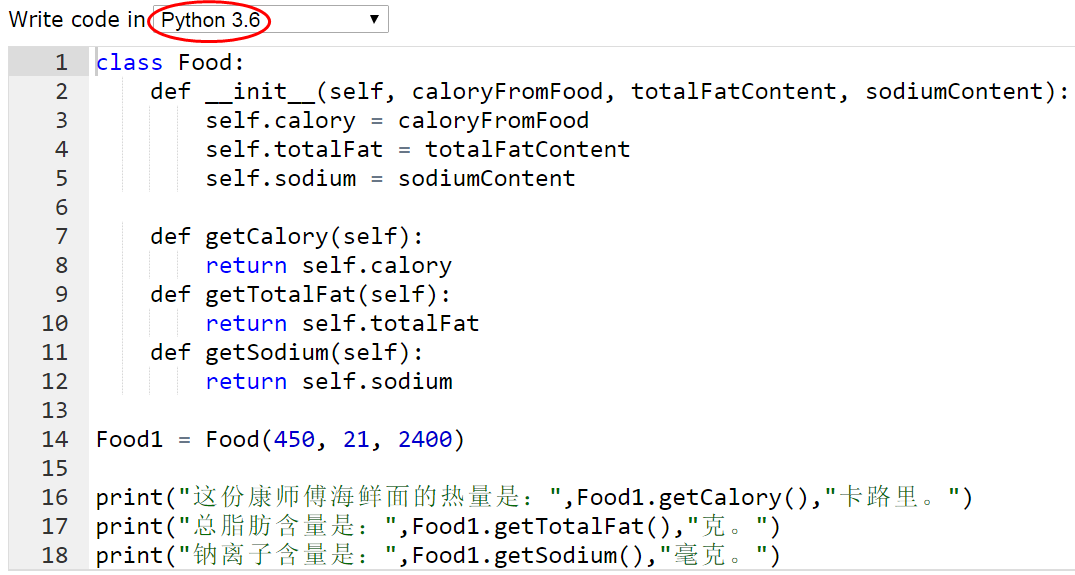 Write code in Python 3.6 ▼
1 class Food:
2     def __init__(self, caloryFromFood, totalFatContent, sodiumContent):
3         self.calory = caloryFromFood
4         self.totalFat = totalFatContent
5         self.sodium = sodiumContent
6
7     def getCalory(self):
8         return self.calory
9     def getTotalFat(self):
10         return self.totalFat
11     def getSodium(self):
12         return self.sodium
13
14 Food1 = Food(450, 21, 2400)
15
16 print("这份康师傅海鲜面的热量是：",Food1.getCalory(),"卡路里。")
17 print("总脂肪含量是：",Food1.getTotalFat(),"克。")
18 print("钠离子含量是：",Food1.getSodium(),"毫克。")